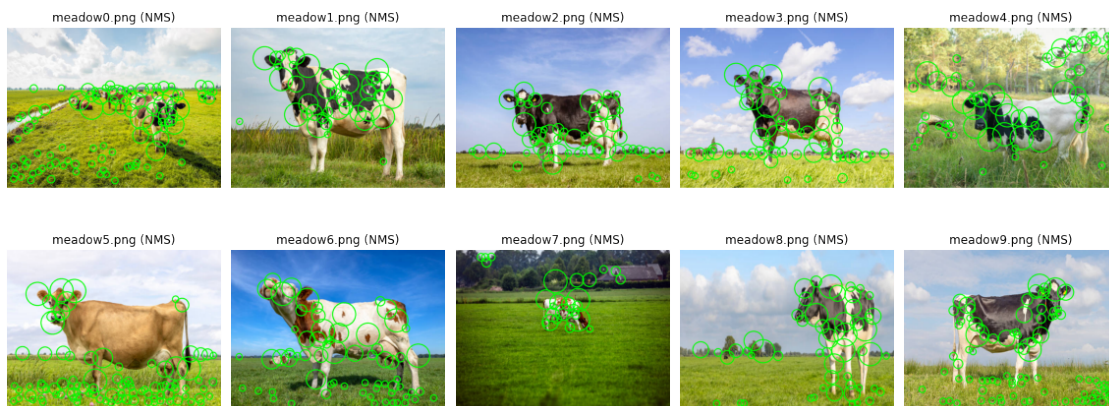 meadow0.png (NMS)
meadow1.png (NMS)
meadow2.png (NMS)
meadow3.png (NMS)
meadow4.png (NMS)
meadow5.png (NMS)
meadow6.png (NMS)
meadow7.png (NMS)
meadow8.png (NMS)
meadow9.png (NMS)